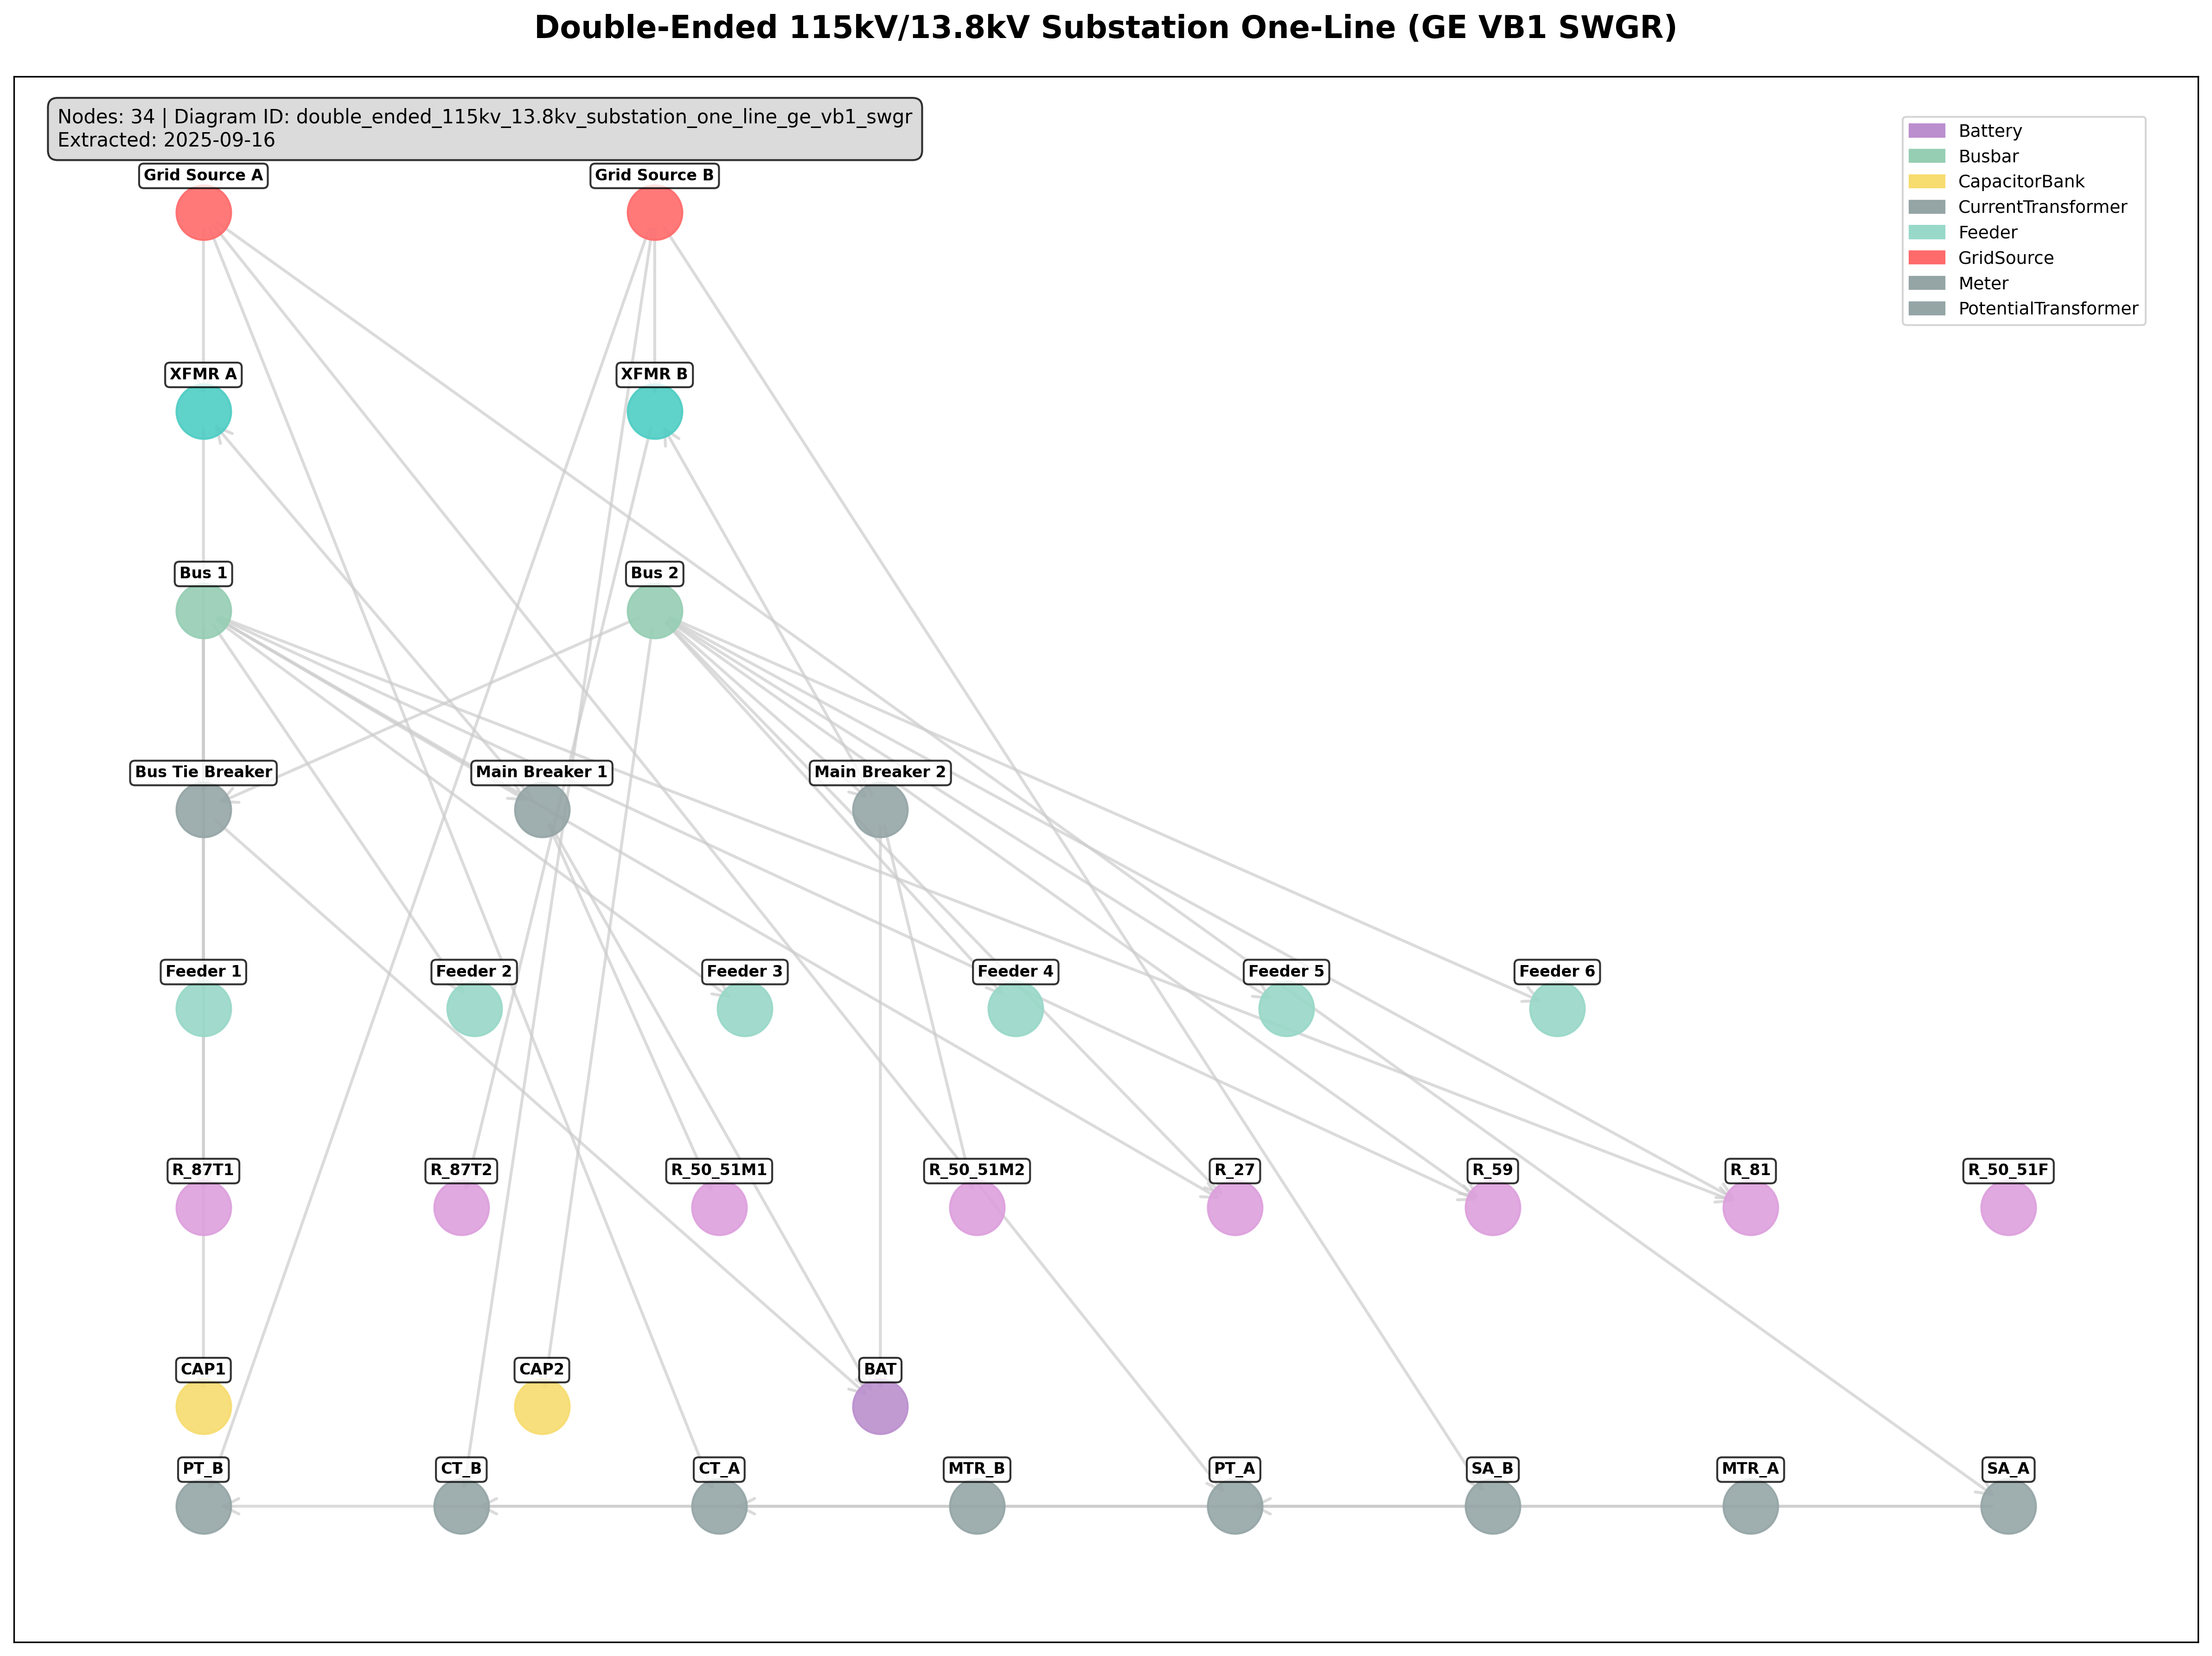 Double-Ended 115kV/13.8kV Substation One-Line (GE VB1 SWGR)
Nodes: 34 | Diagram ID: double_ended_115kv_13.8kv_substation_one_line_ge_vb1_swgr
Extracted: 2025-09-16
Battery
Busbar
CapacitorBank
CurrentTransformer
Feeder
GridSource
Meter
PotentialTransformer
Grid Source A
Grid Source B
XFMR A
XFMR B
Bus 1
Bus 2
Bus Tie Breaker
Main Breaker 1
Main Breaker 2
Feeder 1
Feeder 2
Feeder 3
Feeder 4
Feeder 5
Feeder 6
R_87T1
R_87T2
R_50_51M1
R_50_51M2
R_27
R_59
R_81
R_50_51F
CAP1
CAP2
BAT
PT_B
CT_B
CT_A
MTR_B
PT_A
SA_B
MTR_A
SA_A